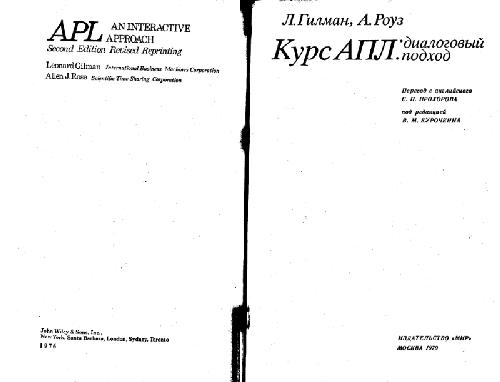 APL AN INTERACTIVE
APPROACH
Second Edition Revised Reprinting
Leonard Gilman International Business Machines Corporation
Allen J. Rose Scientific Time Sharing Corporation
John Wiley & Sons, Inc.
New York, Santa Barbara, London, Sydney, Toronto
1976
Л. Гилман, А. Роуз
Курс АПЛ: диалоговый
подход
Перевод с английского
под редакцией
В. М. КУРОЧКИНА
ИЗДАТЕЛЬСТВО «МИР»
МОСКВА 1979